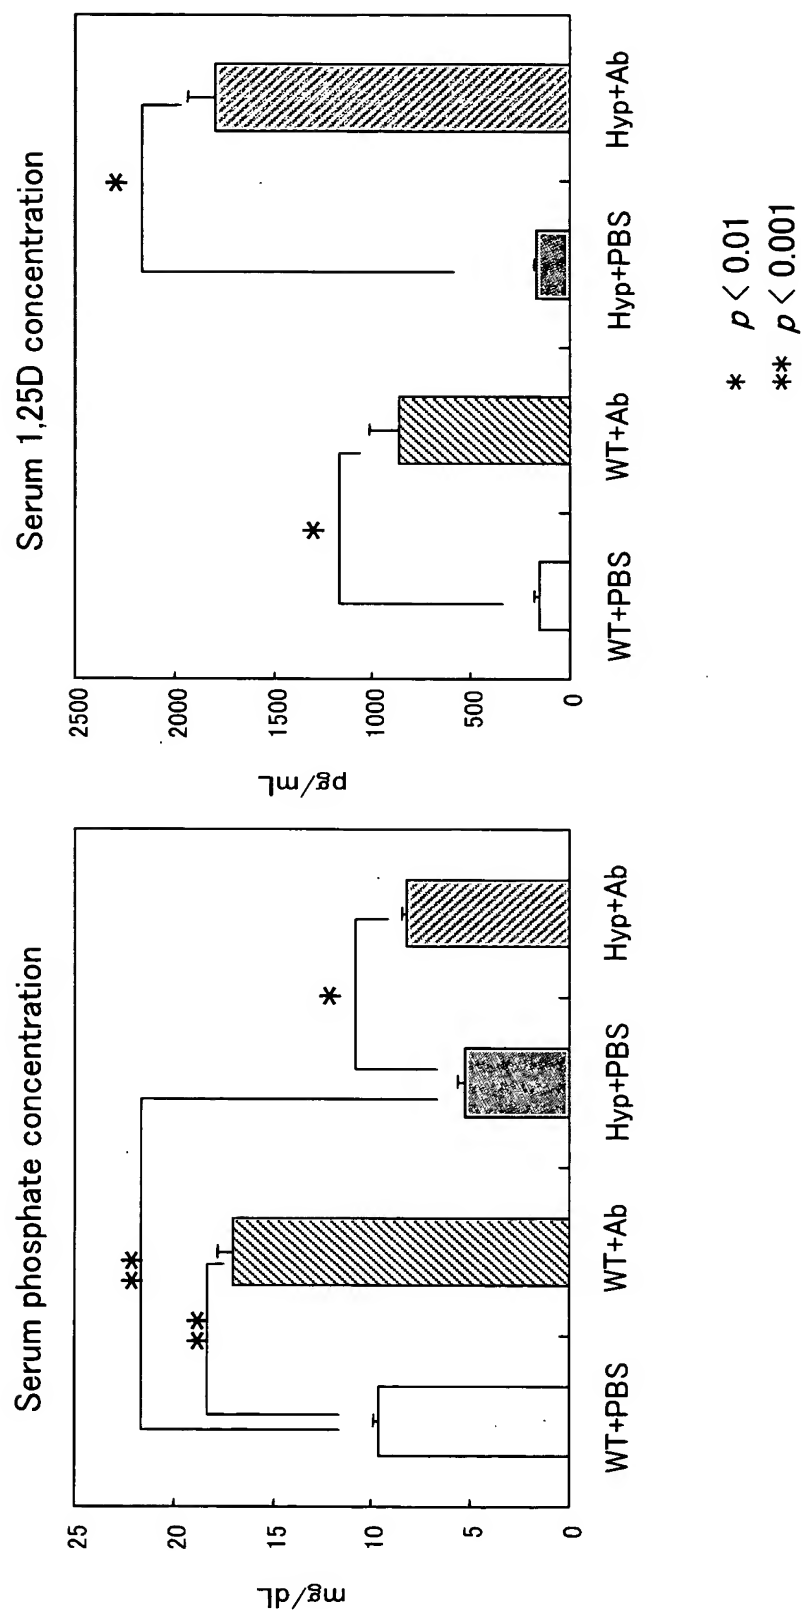 Serum phosphate concentration
mg/dL
25
20
15
10
5
0
**
**
*
WT+PBS
WT+Ab
Hyp+PBS
Hyp+Ab
Serum 1,25D concentration
pg/mL
2500
2000
1500
1000
500
0
*
*
WT+PBS
WT+Ab
Hyp+PBS
Hyp+Ab
* p < 0.01
** p < 0.001